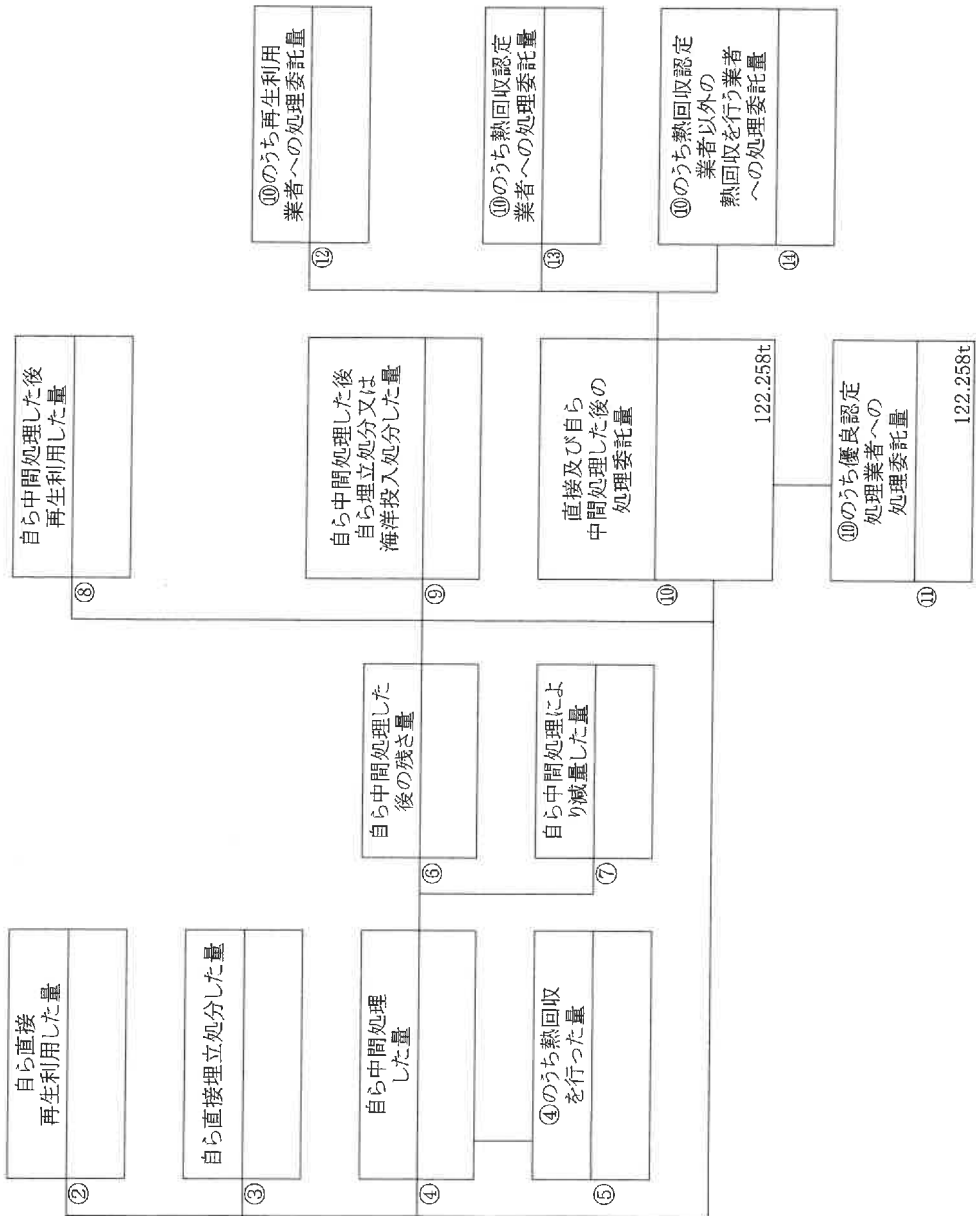 ②
自ら直接
再生利用した量
③
自ら直接埋立処分した量
④
自ら中間処理
した量
⑤
④のうち熱回収
を行った量
⑥
自ら中間処理した
後の残さ量
⑦
自ら中間処理によ
り減量した量
⑧
自ら中間処理した後
再生利用した量
⑨
自ら中間処理した後
自ら埋立処分又は
海洋投入処分した量
⑩
直接及び自ら
中間処理した後の
処理委託量
122.258t
⑪
⑩のうち優良認定
処理業者への
処理委託量
122.258t
⑫
⑩のうち再生利用
業者への処理委託量
⑬
⑩のうち熱回収認定
業者への処理委託量
⑭
⑩のうち熱回収認定
業者以外の
熱回収を行う業者
への処理委託量